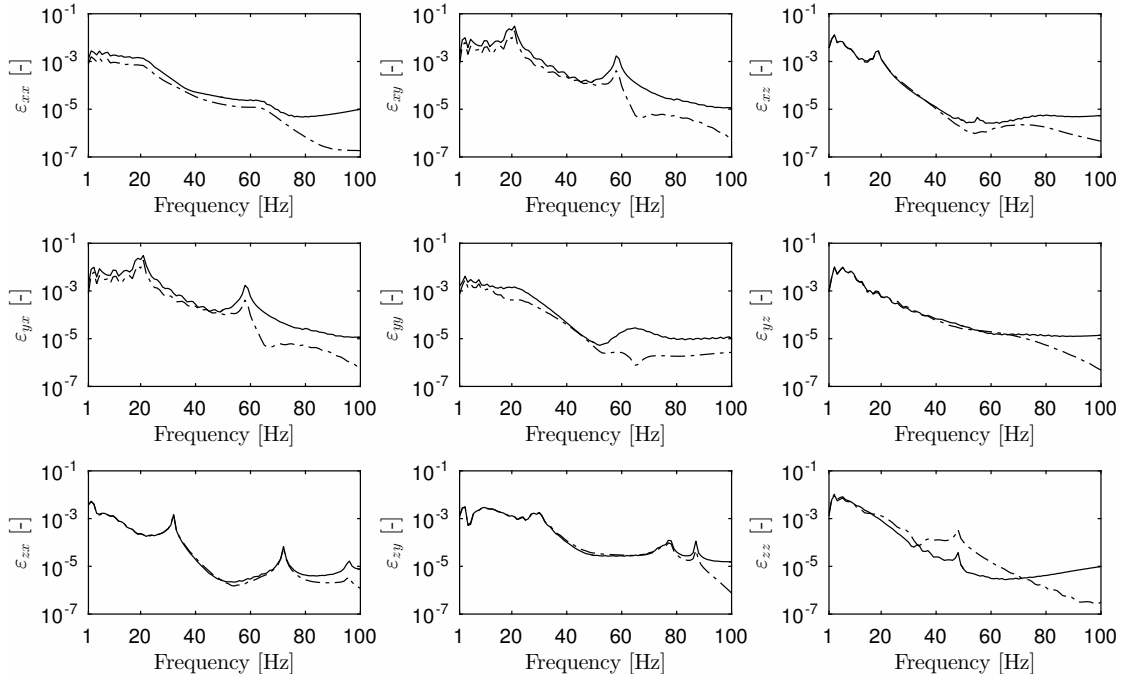 10^-1 10^-1 10^-1
10^-3 10^-3 10^-3
10^-5 10^-5 10^-5
10^-7 10^-7 10^-7
ε_xx [-] ε_xy [-] ε_xz [-]
1 20 40 60 80 100 1 20 40 60 80 100 1 20 40 60 80 100
Frequency [Hz] Frequency [Hz] Frequency [Hz]
10^-1 10^-1 10^-1
10^-3 10^-3 10^-3
10^-5 10^-5 10^-5
10^-7 10^-7 10^-7
ε_yx [-] ε_yy [-] ε_yz [-]
1 20 40 60 80 100 1 20 40 60 80 100 1 20 40 60 80 100
Frequency [Hz] Frequency [Hz] Frequency [Hz]
10^-1 10^-1 10^-1
10^-3 10^-3 10^-3
10^-5 10^-5 10^-5
10^-7 10^-7 10^-7
ε_zx [-] ε_zy [-] ε_zz [-]
1 20 40 60 80 100 1 20 40 60 80 100 1 20 40 60 80 100
Frequency [Hz] Frequency [Hz] Frequency [Hz]